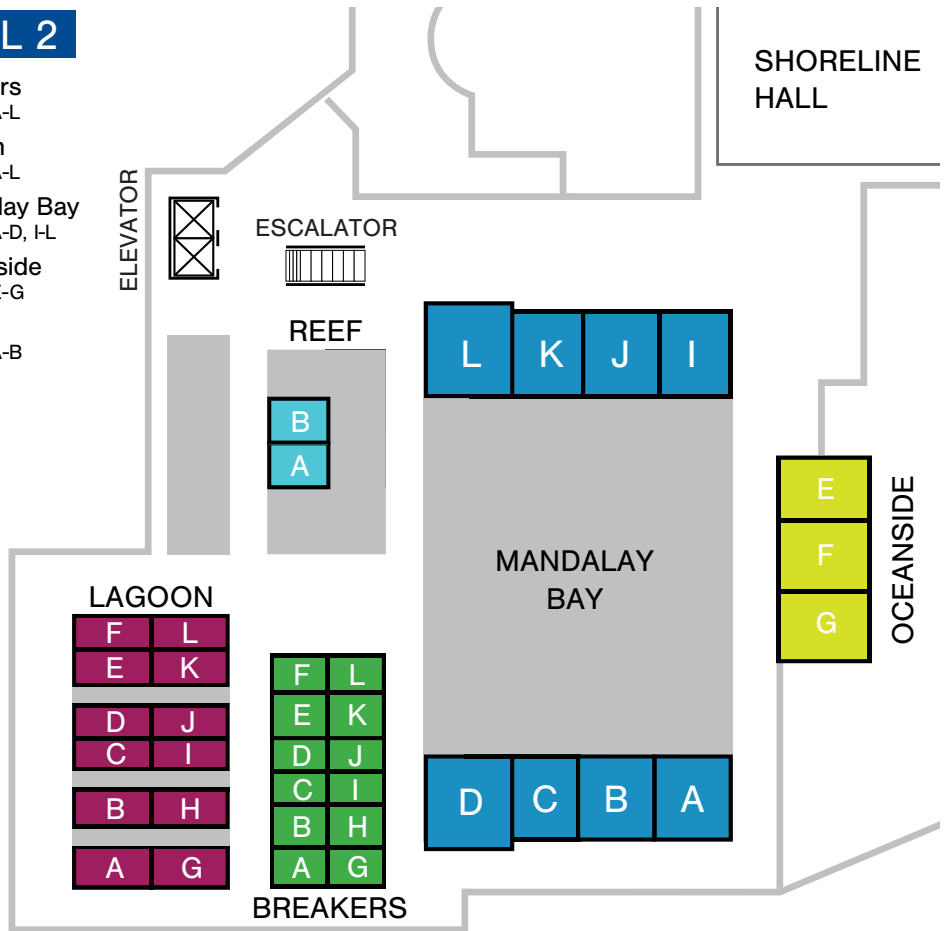 L 2
rs
A-L
n
A-L
lay Bay
A-D, I-L
side
E-G
A-B
SHORELINE
HALL
ELEVATOR
ESCALATOR
REEF
B
A
L K J I
MANDALAY
BAY
D C B A
E
F
G
OCEANSIDE
LAGOON
F L
E K
D J
C I
B H
A G
F L
E K
D J
C I
B H
A G
BREAKERS